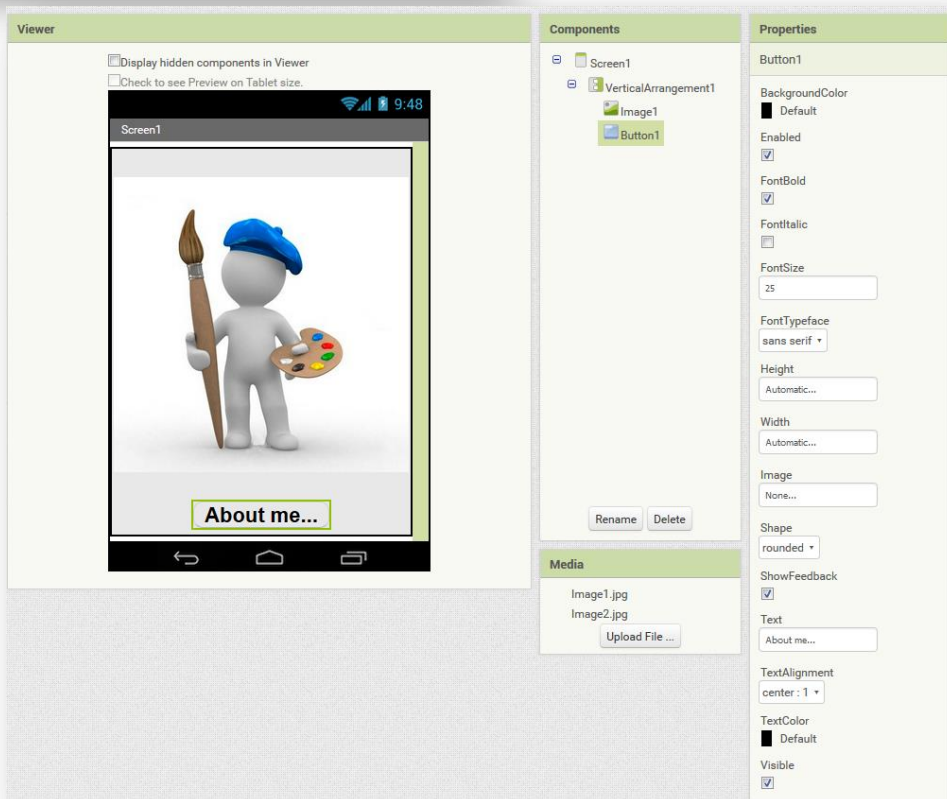 Viewer
Display hidden components in Viewer
Check to see Preview on Tablet size.
9:48
Screen1
About me...
Components
Screen1
VerticalArrangement1
Image1
Button1
Rename Delete
Media
Image1.jpg
Image2.jpg
Upload File ...
Properties
Button1
BackgroundColor
Default
Enabled
FontBold
FontItalic
FontSize
25
FontTypeface
sans serif
Height
Automatic...
Width
Automatic...
Image
None...
Shape
rounded
ShowFeedback
Text
About me...
TextAlignment
center : 1
TextColor
Default
Visible